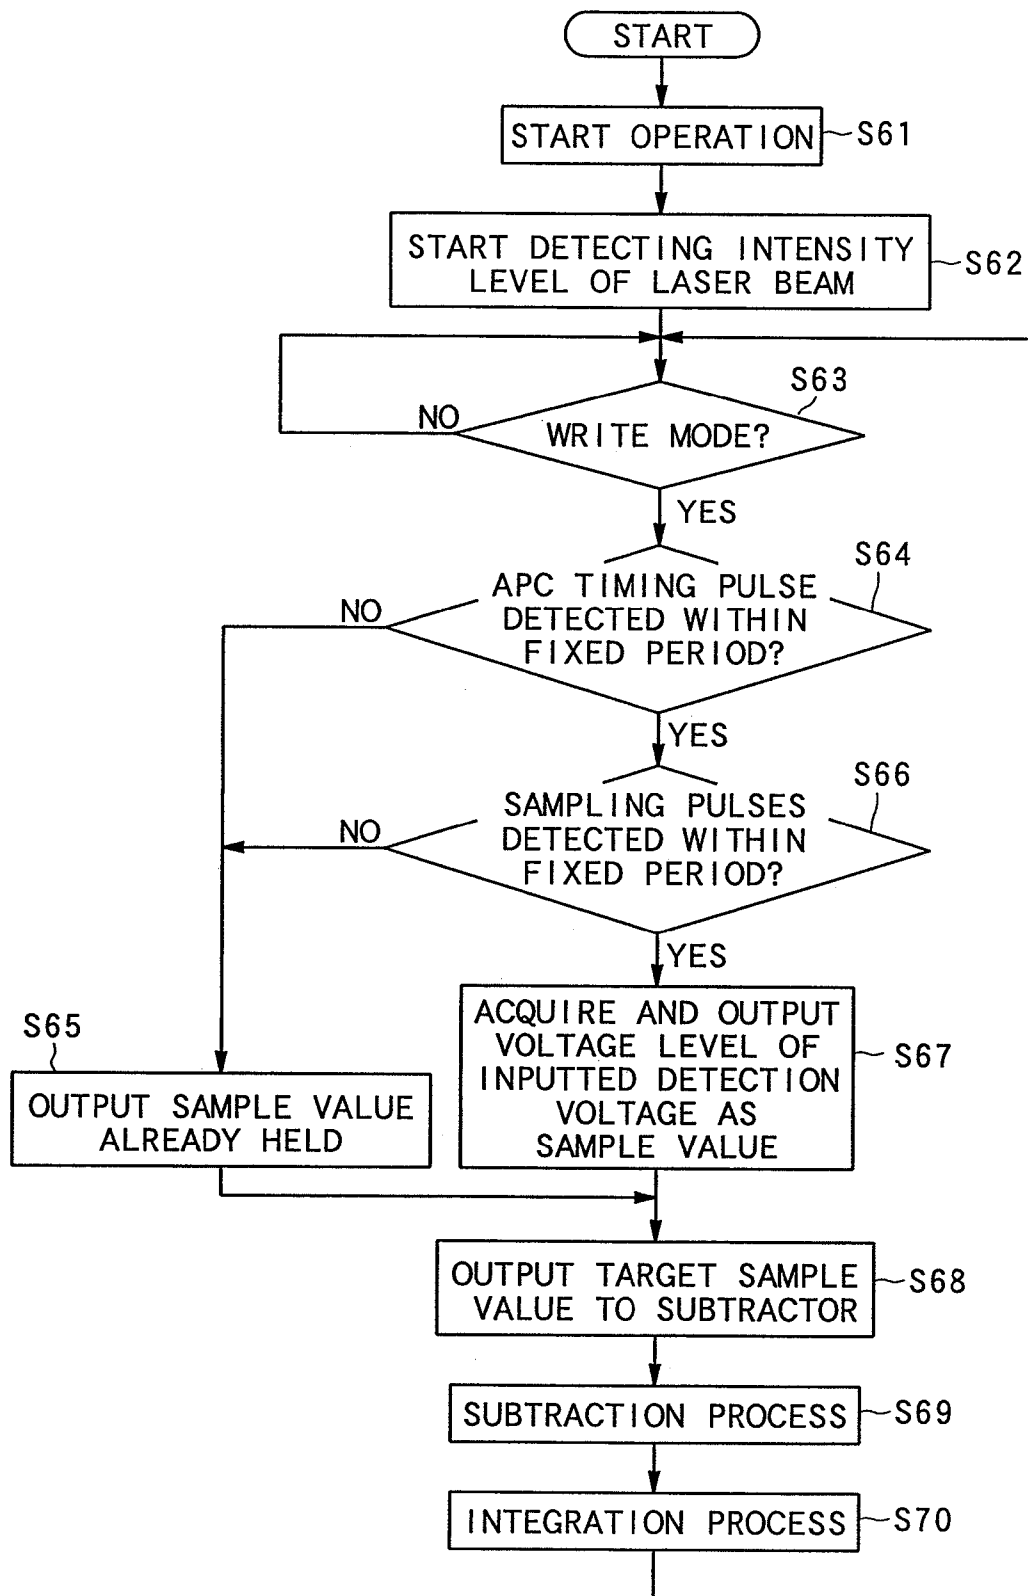 START
START OPERATION
S61
START DETECTING INTENSITY
LEVEL OF LASER BEAM
S62
S63
NO
WRITE MODE?
YES
S64
NO
APC TIMING PULSE
DETECTED WITHIN
FIXED PERIOD?
YES
S66
NO
SAMPLING PULSES
DETECTED WITHIN
FIXED PERIOD?
YES
S65
OUTPUT SAMPLE VALUE
ALREADY HELD
ACQUIRE AND OUTPUT
VOLTAGE LEVEL OF
INPUTTED DETECTION
VOLTAGE AS
SAMPLE VALUE
S67
OUTPUT TARGET SAMPLE
VALUE TO SUBTRACTOR
S68
SUBTRACTION PROCESS
S69
INTEGRATION PROCESS
S70